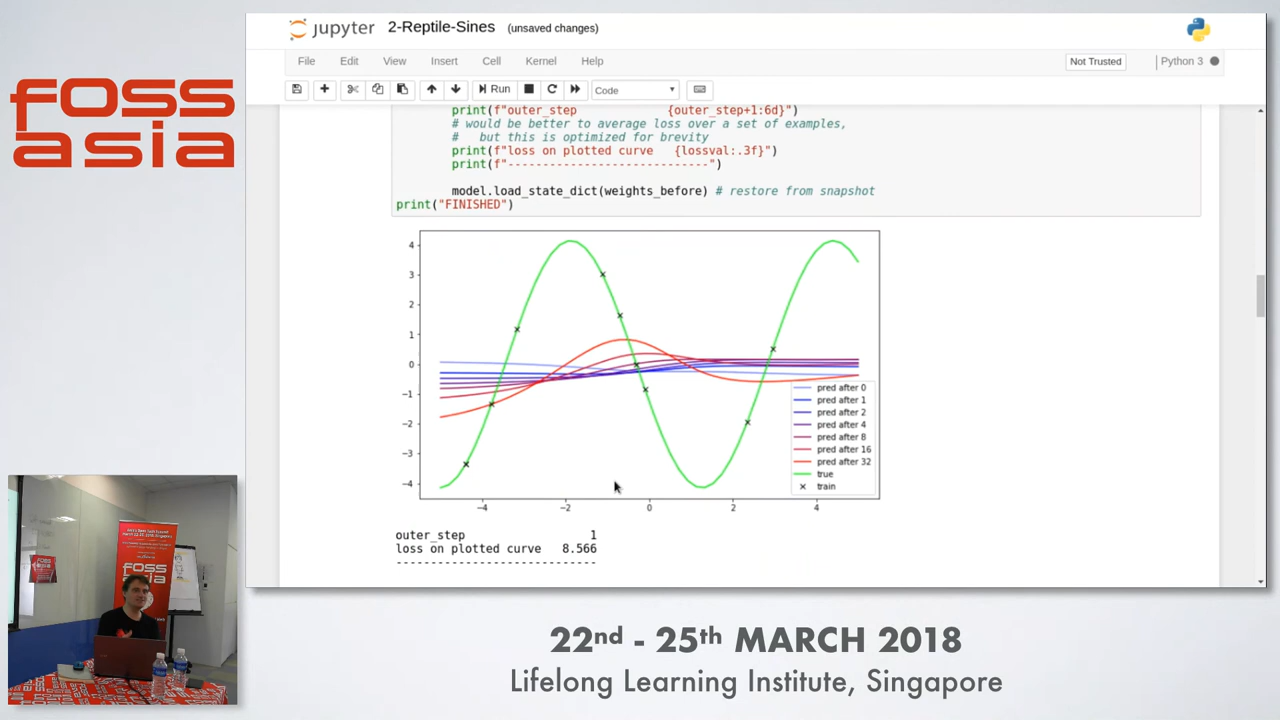 foss
asia
jupyter 2-Reptile-Sines (unsaved changes)
File Edit View Insert Cell Kernel Help Not Trusted Python 3
Run Code
print(f"outer_step {outer_step+1:6d}")
# would be better to average loss over a set of examples,
# but this is optimized for brevity
print(f"loss on plotted curve {lossval:.3f}")
print(f"----------------------------")
model.load_state_dict(weights_before) # restore from snapshot
print("FINISHED")
4
3
2
1
0
−1
−2
−3
−4
−4 −2 0 2 4
pred after 0
pred after 1
pred after 2
pred after 4
pred after 8
pred after 16
pred after 32
true
train
outer_step 1
loss on plotted curve 8.566
----------------------------
foss
asia
22nd - 25th MARCH 2018
Lifelong Learning Institute, Singapore